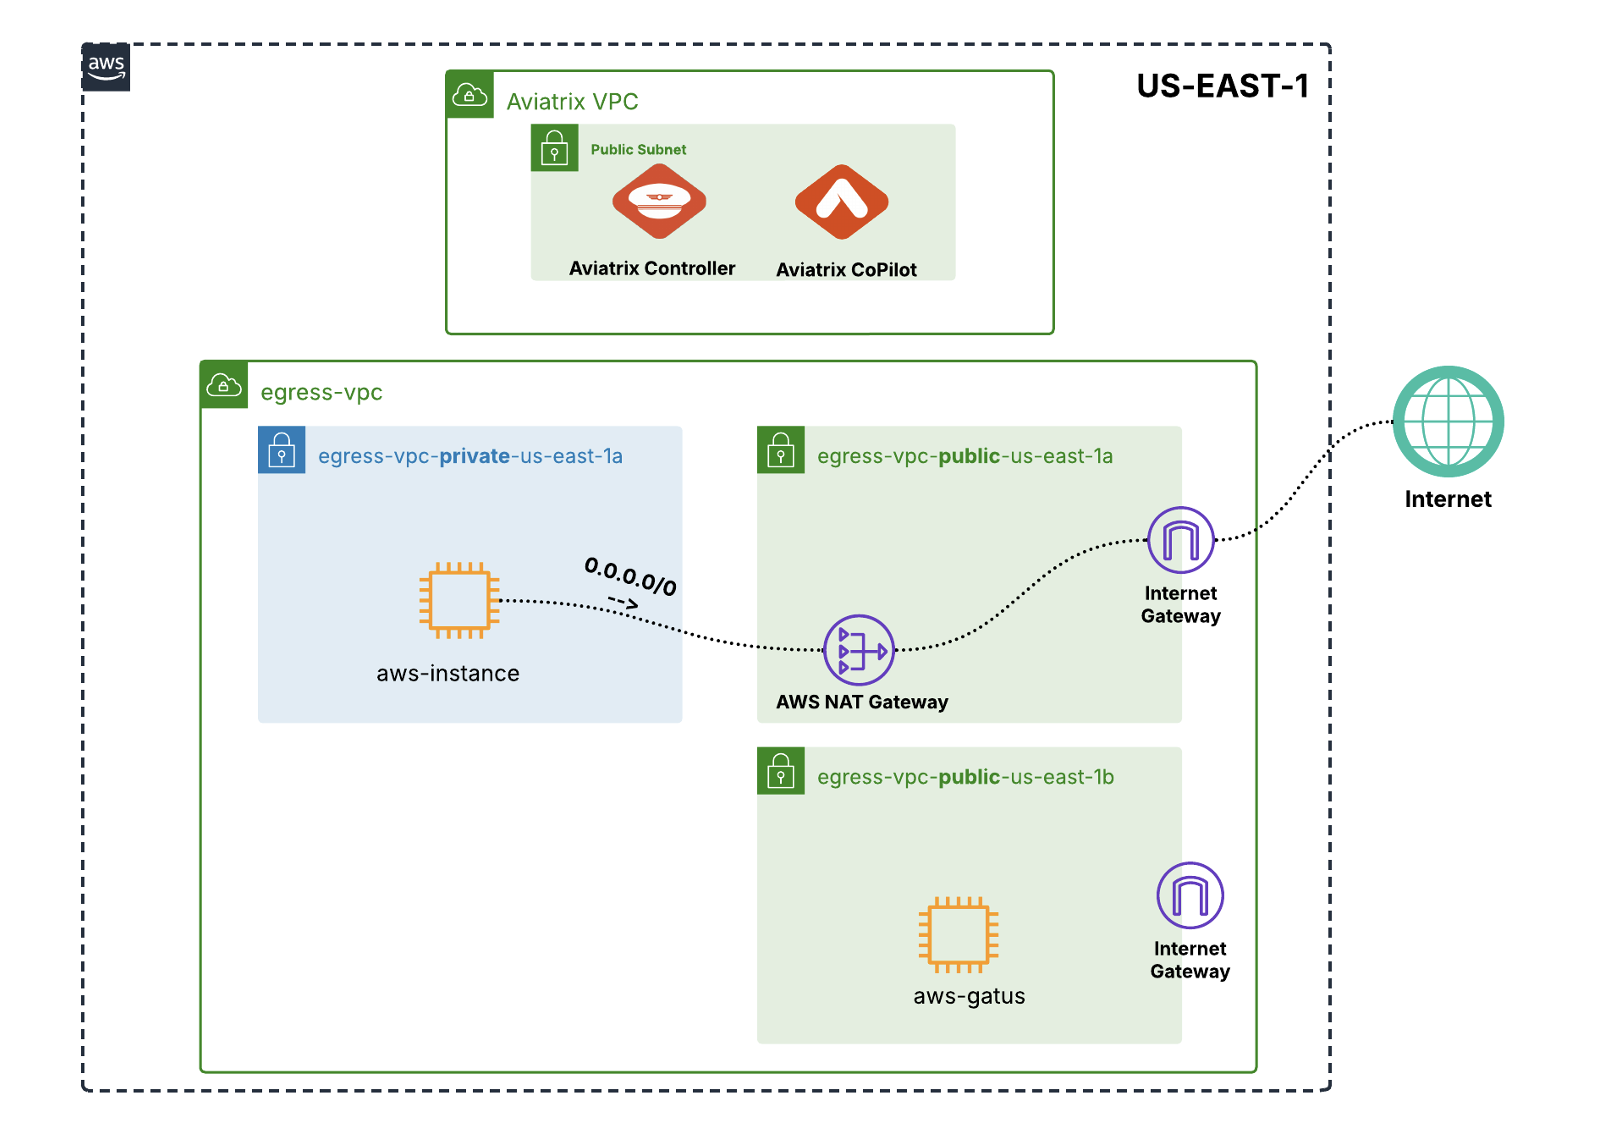 aws
US-EAST-1
Aviatrix VPC
Public Subnet
Aviatrix Controller
Aviatrix CoPilot
egress-vpc
egress-vpc-private-us-east-1a
egress-vpc-public-us-east-1a
Internet
0.0.0.0/0
-->
Internet
Gateway
aws-instance
AWS NAT Gateway
egress-vpc-public-us-east-1b
Internet
Gateway
aws-gatus